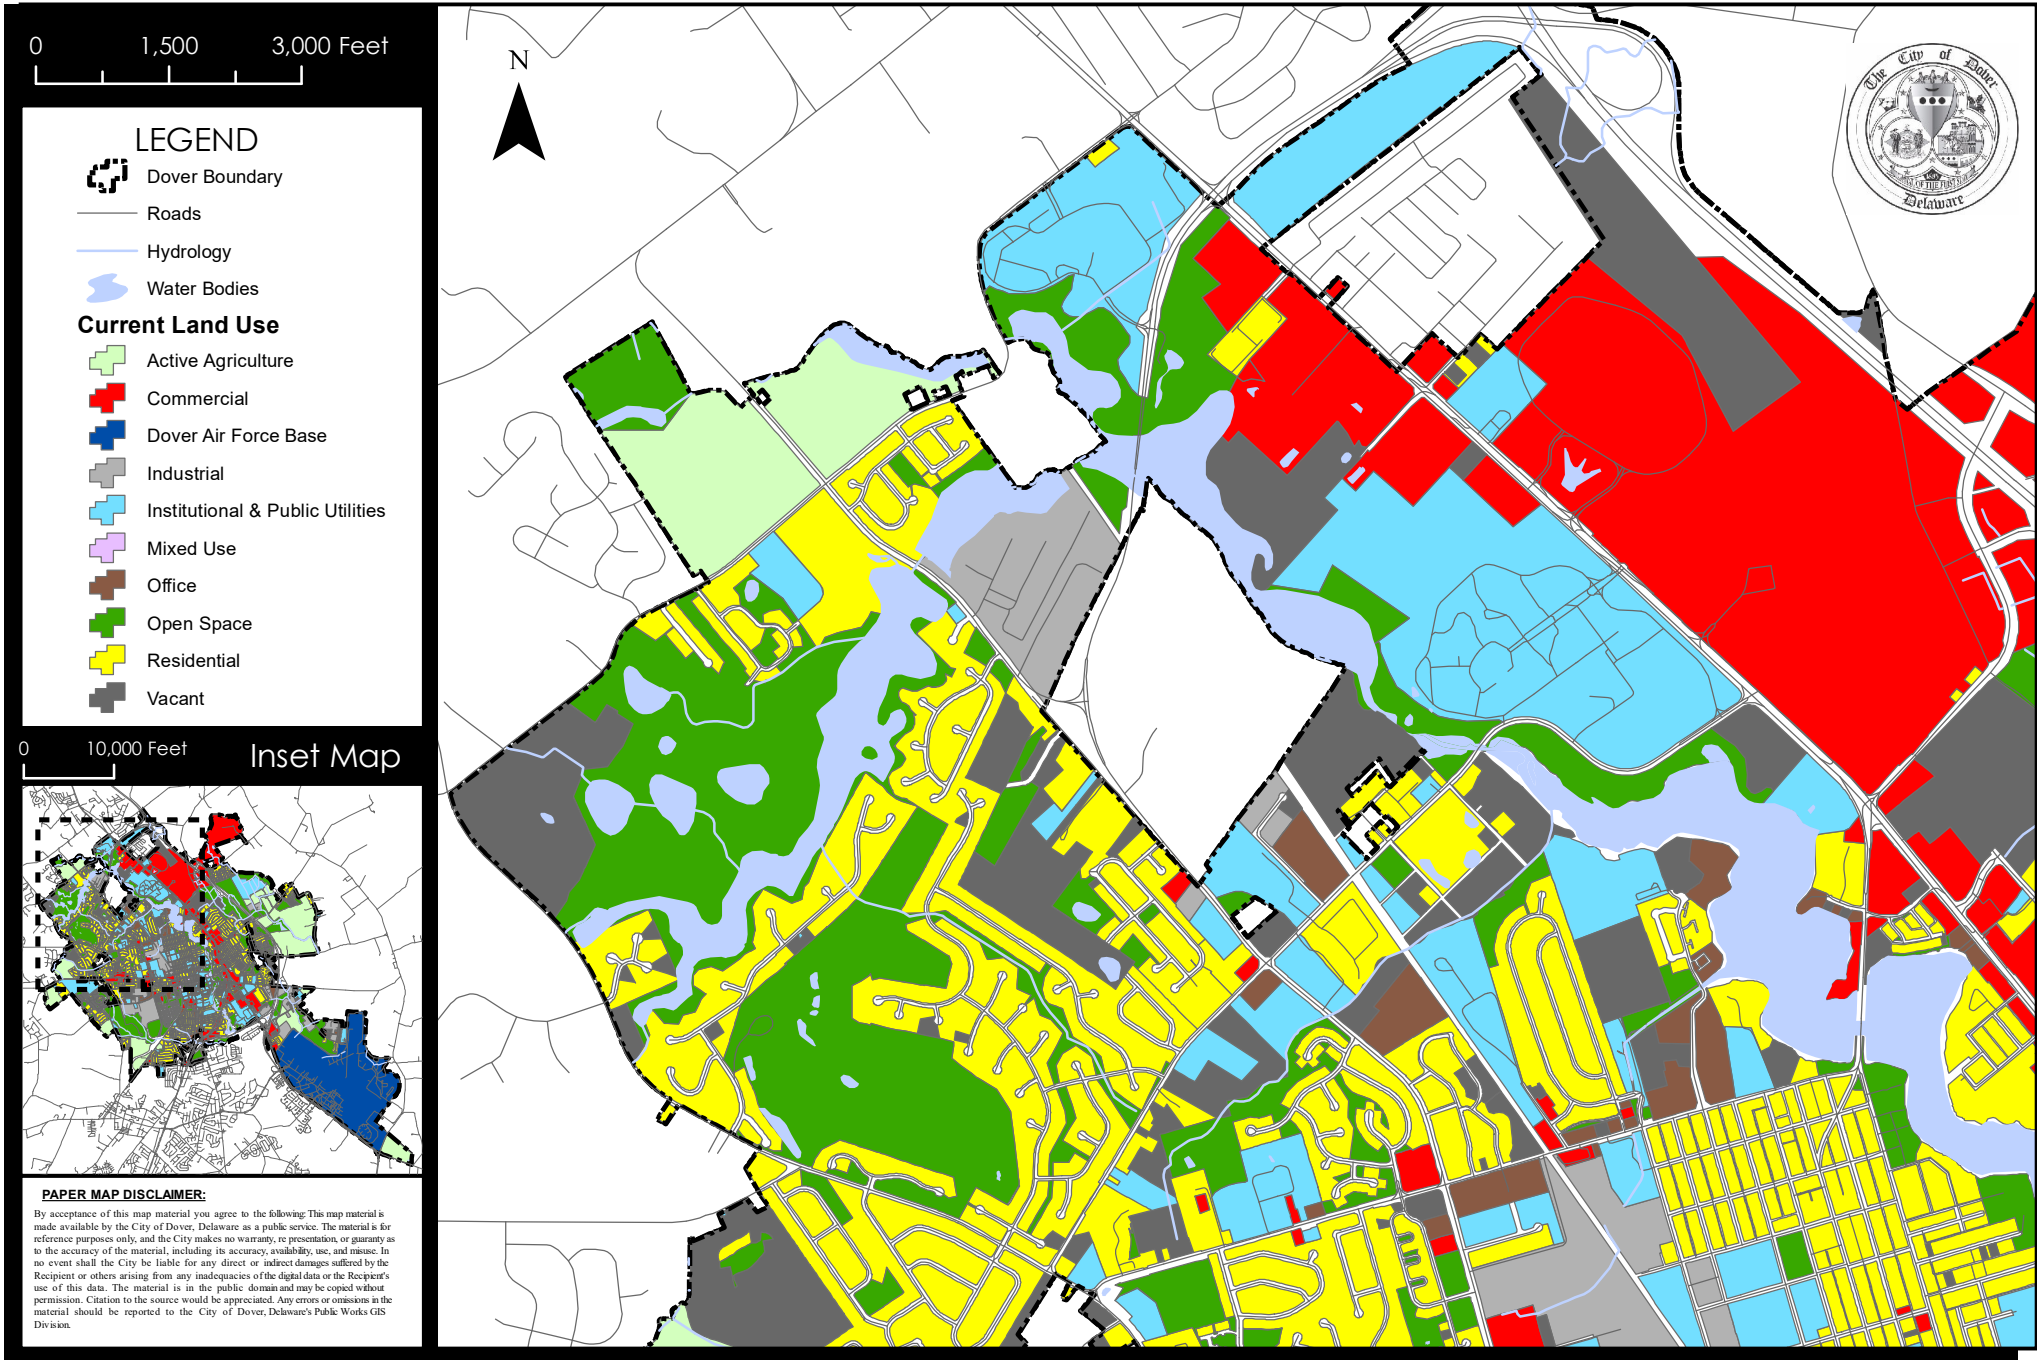 0 1,500 3,000 Feet
LEGEND
Dover Boundary
Roads
Hydrology
Water Bodies
Current Land Use
Active Agriculture
Commercial
Dover Air Force Base
Industrial
Institutional & Public Utilities
Mixed Use
Office
Open Space
Residential
Vacant
0 10,000 Feet
Inset Map
PAPER MAP DISCLAIMER:
By acceptance of this map material you agree to the following: This map material is
made available by the City of Dover, Delaware as a public service. The material is for
reference purposes only, and the City makes no warranty, re presentation, or guaranty as
to the accuracy of the material, including its accuracy, availability, use, and misuse. In
no event shall the City be liable for any direct or indirect damages suffered by the
Recipient or others arising from any inadequacies of the digital data or the Recipient's
use of this data. The material is in the public domain and may be copied without
permission. Citation to the source would be appreciated. Any errors or omissions in the
material should be reported to the City of Dover, Delaware's Public Works GIS
Division.
N
The City of Dover
Delaware